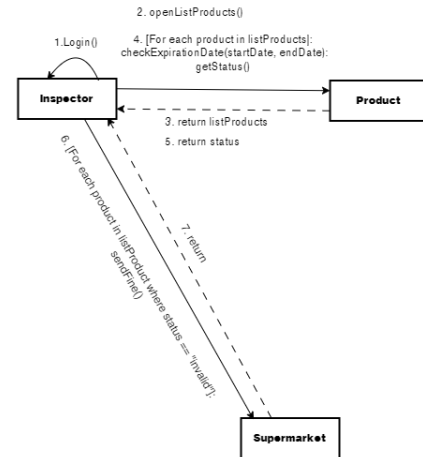 2. openListProducts()
1.Login()
4. [For each product in listProducts]:
checkExpirationDate(startDate, endDate):
getStatus()
Inspector
Product
3. return listProducts
5. return status
6. [For each product in listProduct where status == "invalid"]:
sendFine()
7. return
Supermarket